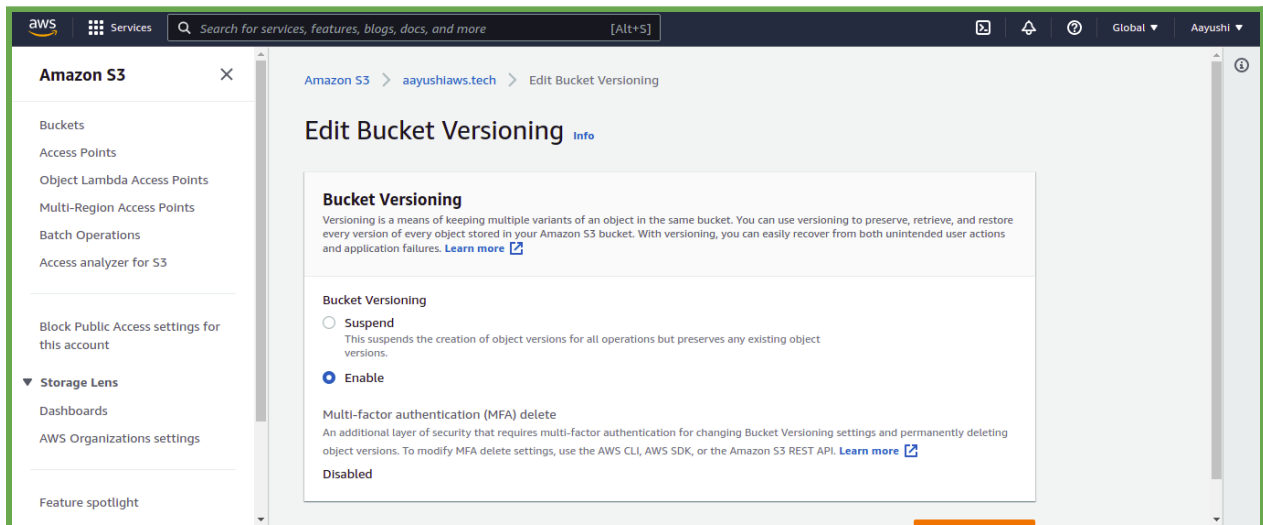 aws
Services
Search for services, features, blogs, docs, and more
[Alt+S]
Global
Aayushi
Amazon S3
Buckets
Access Points
Object Lambda Access Points
Multi-Region Access Points
Batch Operations
Access analyzer for S3
Block Public Access settings for
this account
Storage Lens
Dashboards
AWS Organizations settings
Feature spotlight
Amazon S3 > aayushiaws.tech > Edit Bucket Versioning
Edit Bucket Versioning Info
Bucket Versioning
Versioning is a means of keeping multiple variants of an object in the same bucket. You can use versioning to preserve, retrieve, and restore
every version of every object stored in your Amazon S3 bucket. With versioning, you can easily recover from both unintended user actions
and application failures. Learn more
Bucket Versioning
Suspend
This suspends the creation of object versions for all operations but preserves any existing object
versions.
Enable
Multi-factor authentication (MFA) delete
An additional layer of security that requires multi-factor authentication for changing Bucket Versioning settings and permanently deleting
object versions. To modify MFA delete settings, use the AWS CLI, AWS SDK, or the Amazon S3 REST API. Learn more
Disabled